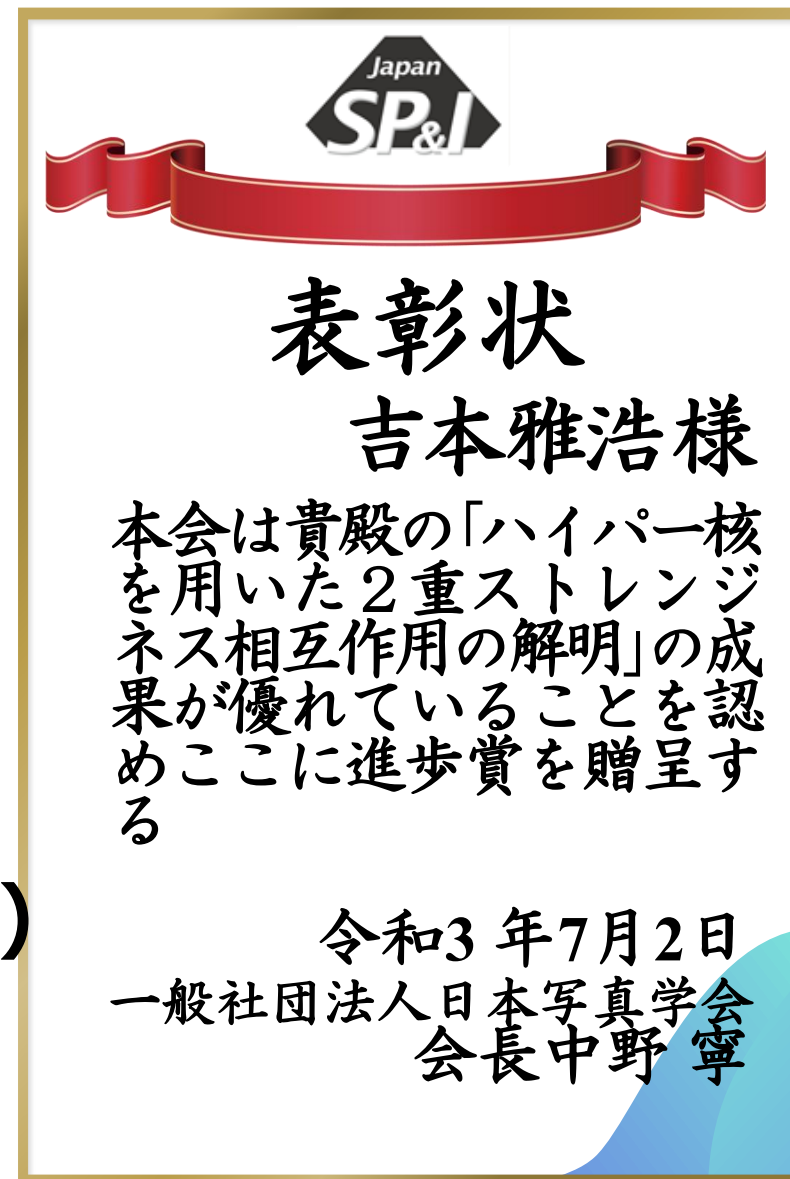 Japan
SP&I
表彰状
吉本雅浩様
本会は貴殿の｢ハイパー核
を用いた２重ストレンジ
ネス相互作用の解明｣の成
果が優れていることを認
めここに進歩賞を贈呈す
る
)
令和3 年7月2日
一般社団法人日本写真学会
会長中野 寧